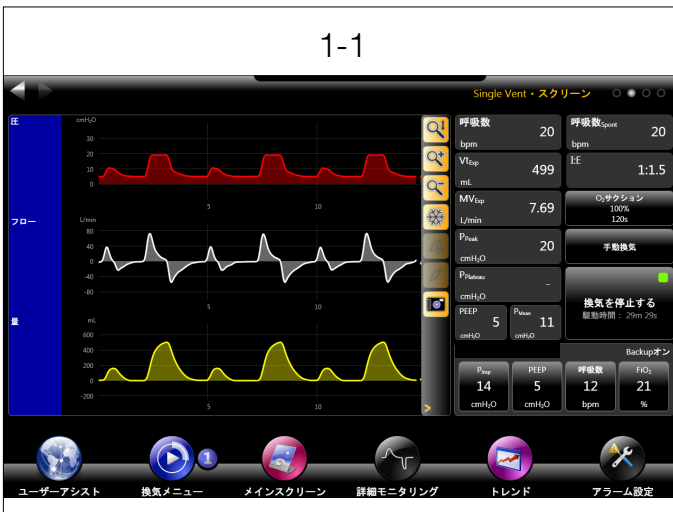 1-1
Single Vent・スクリーン
圧
cmH₂O
30
20
10
0
5
10
フロー
L/min
80
40
0
-40
-80
5
10
量
mL
600
400
200
0
-200
5
10
呼吸数
20
bpm
呼吸数Spont
20
bpm
VtExp
499
mL
I:E
1:1.5
MVExp
7.69
L/min
O₂サクション
100%
120s
PPeak
20
cmH₂O
手動換気
PPlateau
–
cmH₂O
換気を停止する
駆動時間： 29m 29s
PEEP
5
cmH₂O
PMean
11
cmH₂O
Backupオン
PInsp
14
cmH₂O
PEEP
5
cmH₂O
呼吸数
12
bpm
FiO₂
21
%
1
ユーザーアシスト
換気メニュー
メインスクリーン
詳細モニタリング
トレンド
アラーム設定